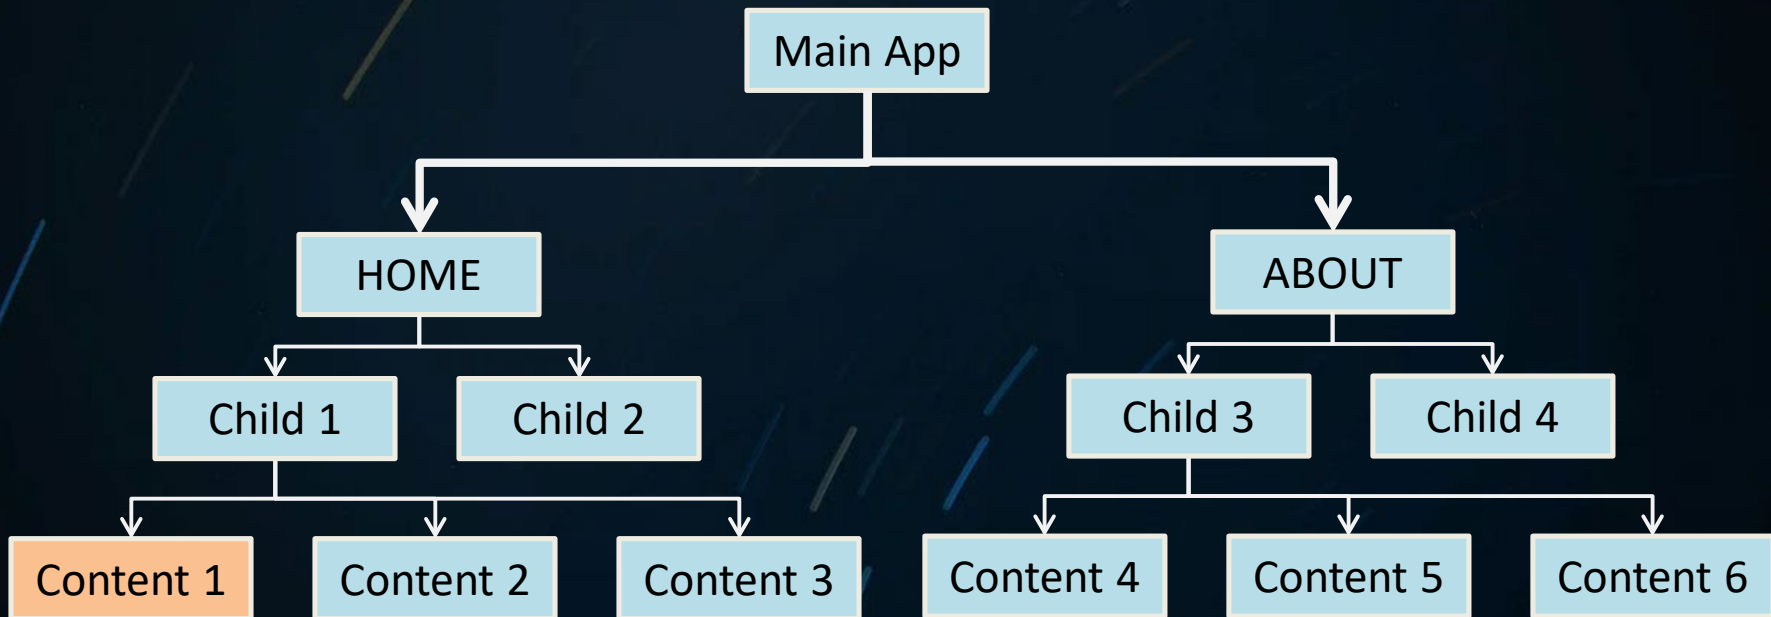 Main App
HOME
ABOUT
Child 1
Child 2
Child 3
Child 4
Content 1
Content 2
Content 3
Content 4
Content 5
Content 6